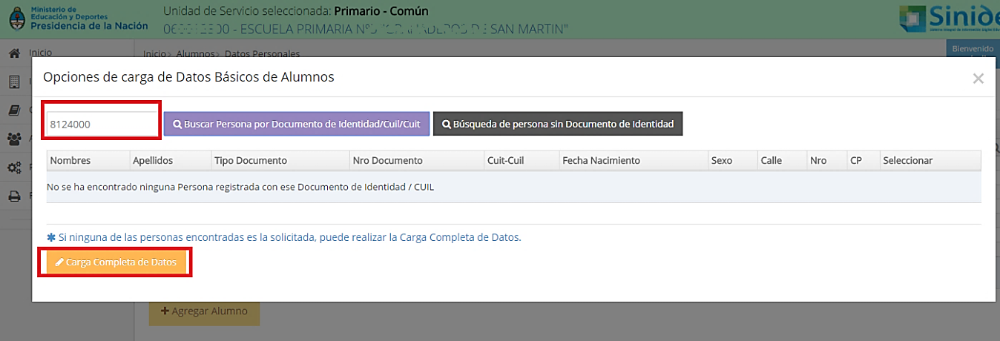 Ministerio de
Educación y Deportes
Presidencia de la Nación
Unidad de Servicio seleccionada: Primario - Común
ESCUELA PRIMARIA SAN MARTIN"
Sinide
Bienvenido
Inicio
Inicio> Alumnos> Datos Personales
Opciones de carga de Datos Básicos de Alumnos
×
8124000
Buscar Persona por Documento de Identidad/Cuil/Cuit
Búsqueda de persona sin Documento de Identidad
Nombres Apellidos Tipo Documento Nro Documento Cuit-Cuil Fecha Nacimiento Sexo Calle Nro CP Seleccionar
No se ha encontrado ninguna Persona registrada con ese Documento de Identidad / CUIL
✱ Si ninguna de las personas encontradas es la solicitada, puede realizar la Carga Completa de Datos.
Carga Completa de Datos
+ Agregar Alumno